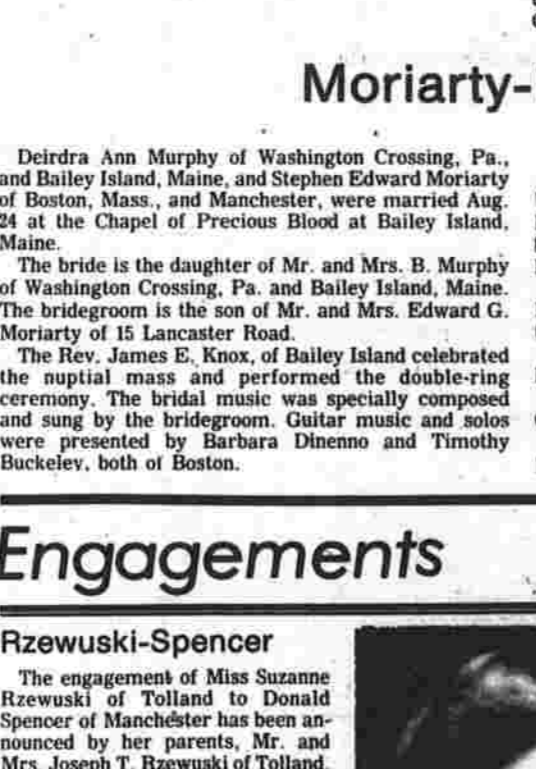 Moriarty-
Deirdra Ann Murphy of Washington Crossing, Pa.,
and Bailey Island, Maine, and Stephen Edward Moriarty
of Boston, Mass., and Manchester, were married Aug.
24 at the Chapel of Precious Blood at Bailey Island,
Maine.
The bride is the daughter of Mr. and Mrs. B. Murphy
of Washington Crossing, Pa. and Bailey Island, Maine.
The bridegroom is the son of Mr. and Mrs. Edward G.
Moriarty of 15 Lancaster Road.
The Rev. James E. Knox, of Bailey Island celebrated
the nuptial mass and performed the double-ring
ceremony. The bridal music was specially composed
and sung by the bridegroom. Guitar music and solos
were presented by Barbara Dinenno and Timothy
Buckeley, both of Boston.
Engagements
Rzewuski-Spencer
The engagement of Miss Suzanne
Rzewuski of Tolland to Donald
Spencer of Manchester has been an-
nounced by her parents, Mr. and
Mrs. Joseph T. Rzewuski of Tolland.